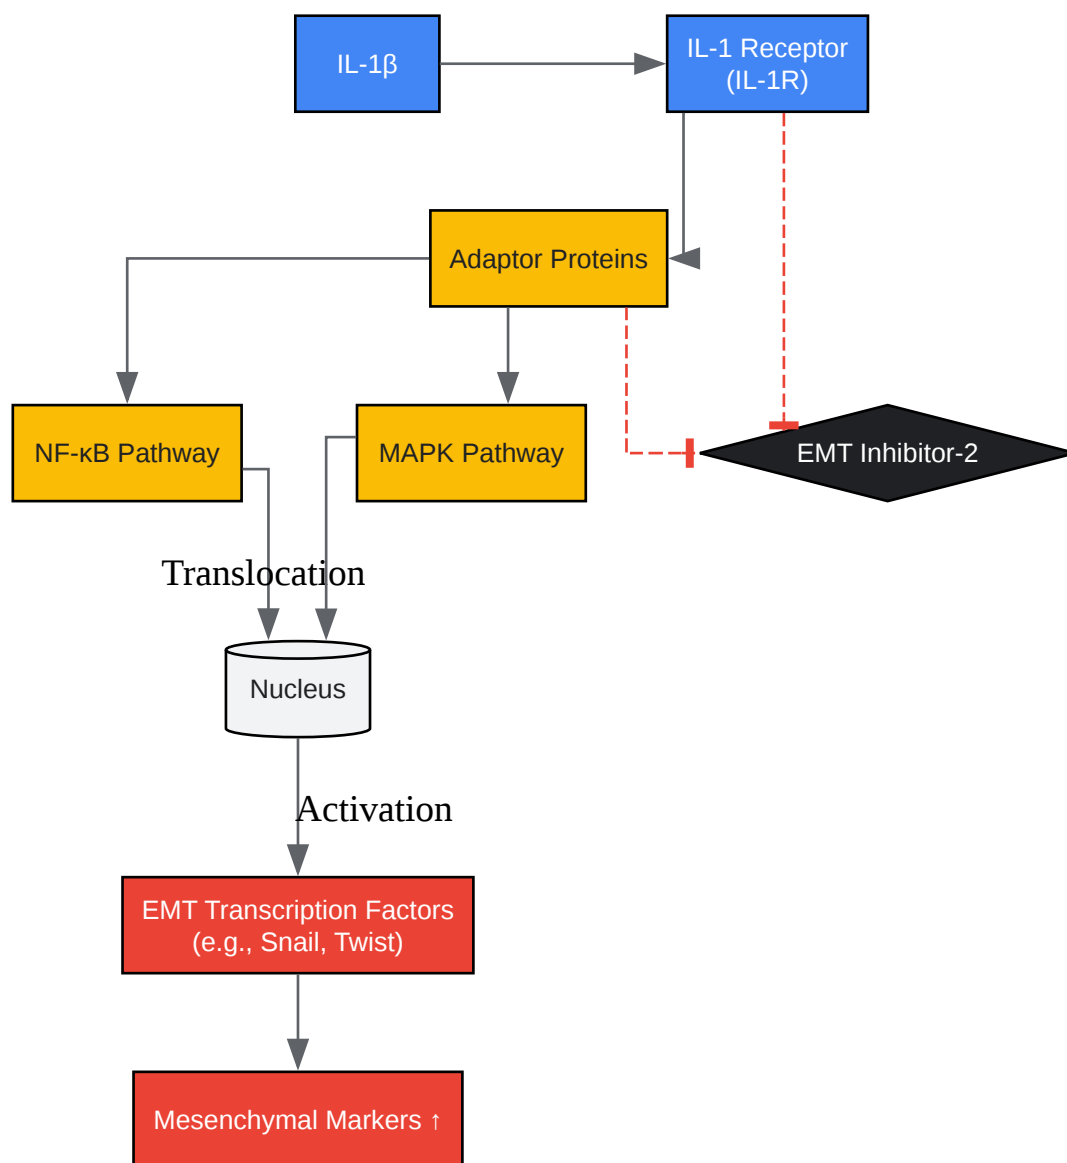 IL-1β
IL-1 Receptor
(IL-1R)
Adaptor Proteins
NF-κB Pathway
MAPK Pathway
EMT Inhibitor-2
Translocation
Nucleus
Activation
EMT Transcription Factors
(e.g., Snail, Twist)
Mesenchymal Markers ↑